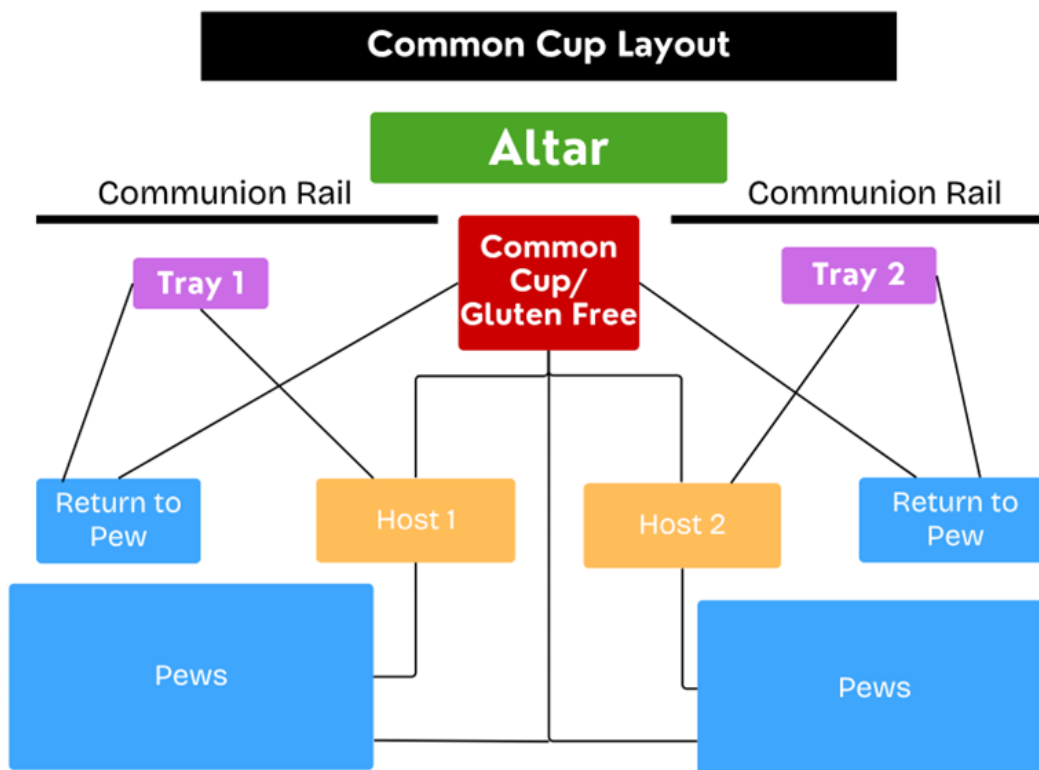 Common Cup Layout
Altar
Communion Rail
Communion Rail
Common
Cup/
Gluten Free
Tray 1
Tray 2
Return to
Pew
Host 1
Host 2
Return to
Pew
Pews
Pews